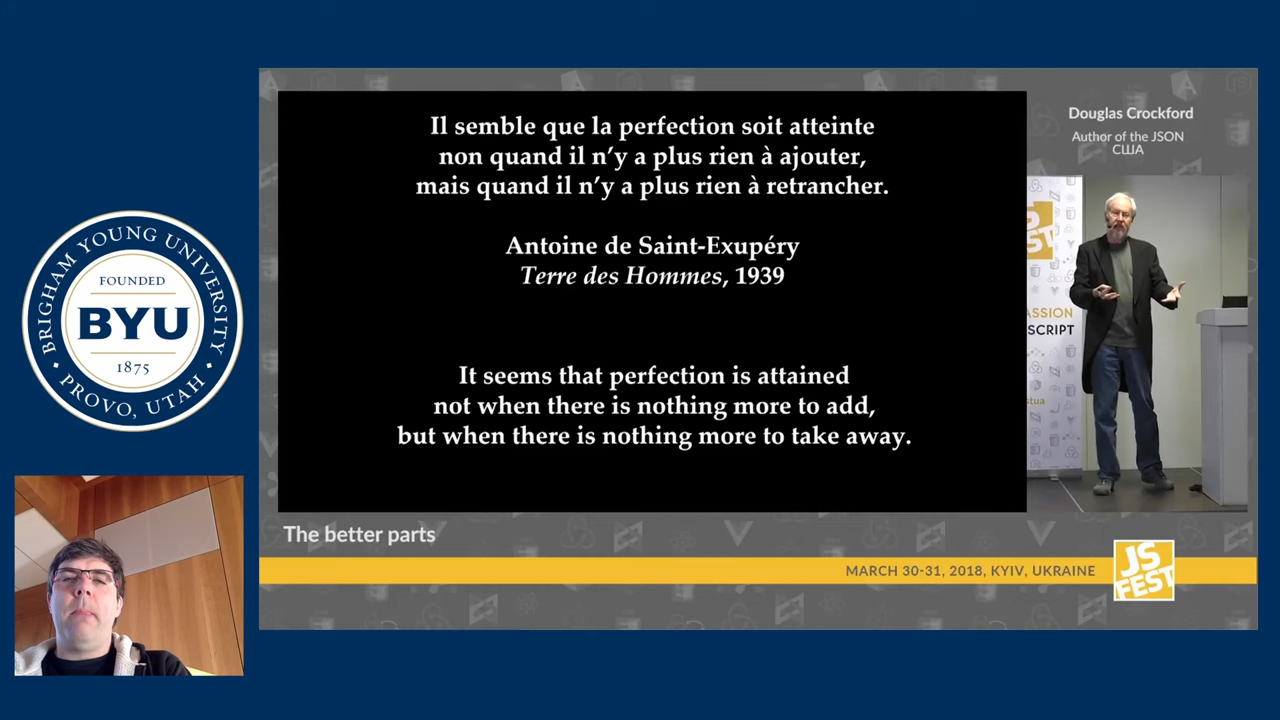 Il semble que la perfection soit atteinte
non quand il n’y a plus rien à ajouter,
mais quand il n’y a plus rien à retrancher.
Antoine de Saint-Exupéry
Terre des Hommes, 1939
It seems that perfection is attained
not when there is nothing more to add,
but when there is nothing more to take away.
Douglas Crockford
Author of the JSON
США
ASSION
SCRIPT
BRIGHAM YOUNG UNIVERSITY
FOUNDED
BYU
1875
PROVO, UTAH
The better parts
MARCH 30-31, 2018, KYIV, UKRAINE
JS
FEST